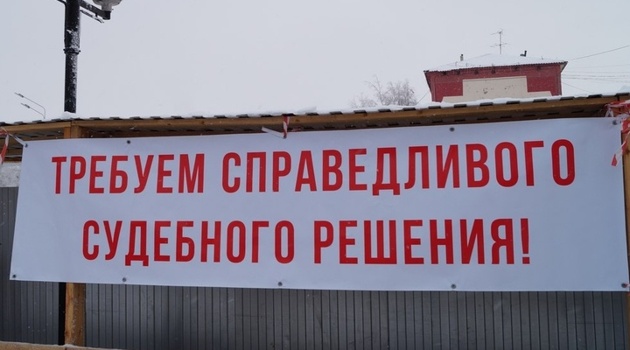 ТРЕБУЕМ СПРАВЕДЛИВОГО
СУДЕБНОГО РЕШЕНИЯ!